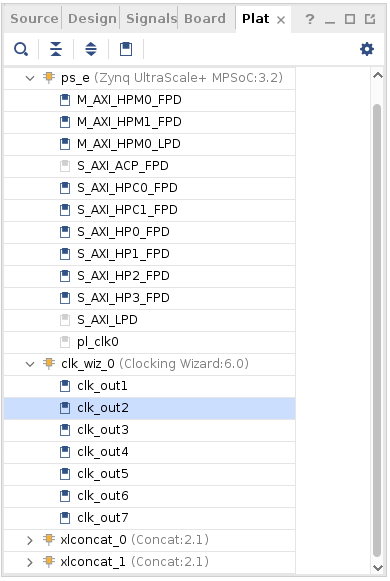 Source Design Signals Board Plat × ?
ps_e (Zynq UltraScale+ MPSoC:3.2)
M_AXI_HPM0_FPD
M_AXI_HPM1_FPD
M_AXI_HPM0_LPD
S_AXI_ACP_FPD
S_AXI_HPC0_FPD
S_AXI_HPC1_FPD
S_AXI_HP0_FPD
S_AXI_HP1_FPD
S_AXI_HP2_FPD
S_AXI_HP3_FPD
S_AXI_LPD
pl_clk0
clk_wiz_0 (Clocking Wizard:6.0)
clk_out1
clk_out2
clk_out3
clk_out4
clk_out5
clk_out6
clk_out7
xlconcat_0 (Concat:2.1)
xlconcat_1 (Concat:2.1)